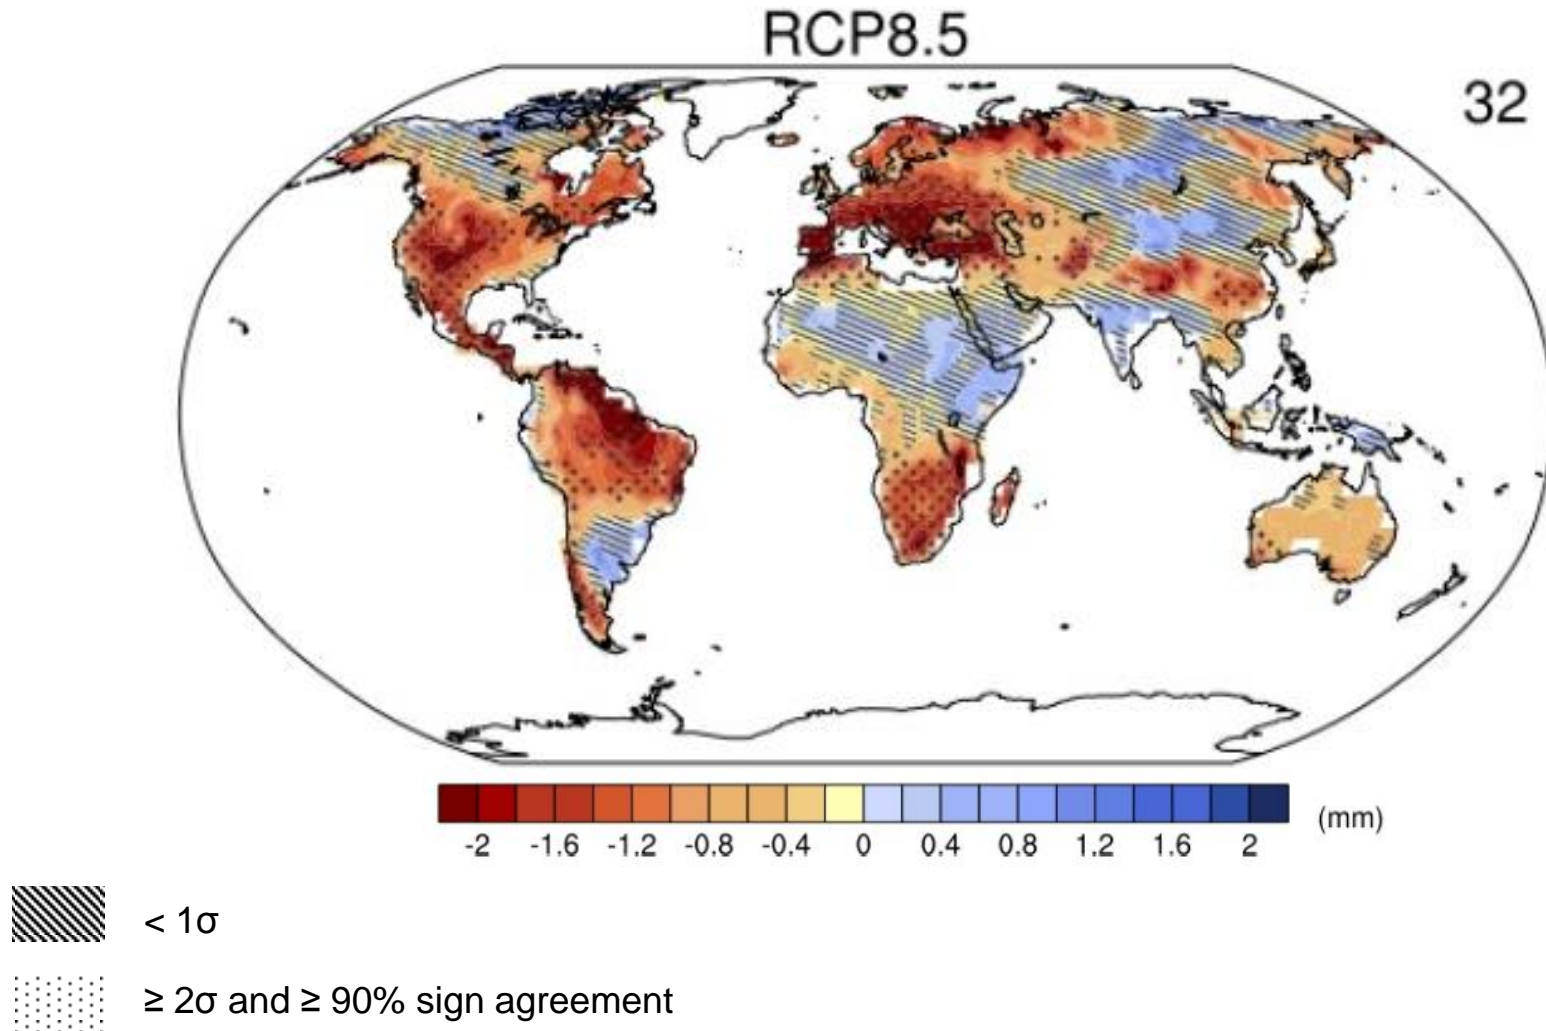 RCP8.5
32
-2 -1.6 -1.2 -0.8 -0.4 0 0.4 0.8 1.2 1.6 2 (mm)
< 1σ
≥ 2σ and ≥ 90% sign agreement